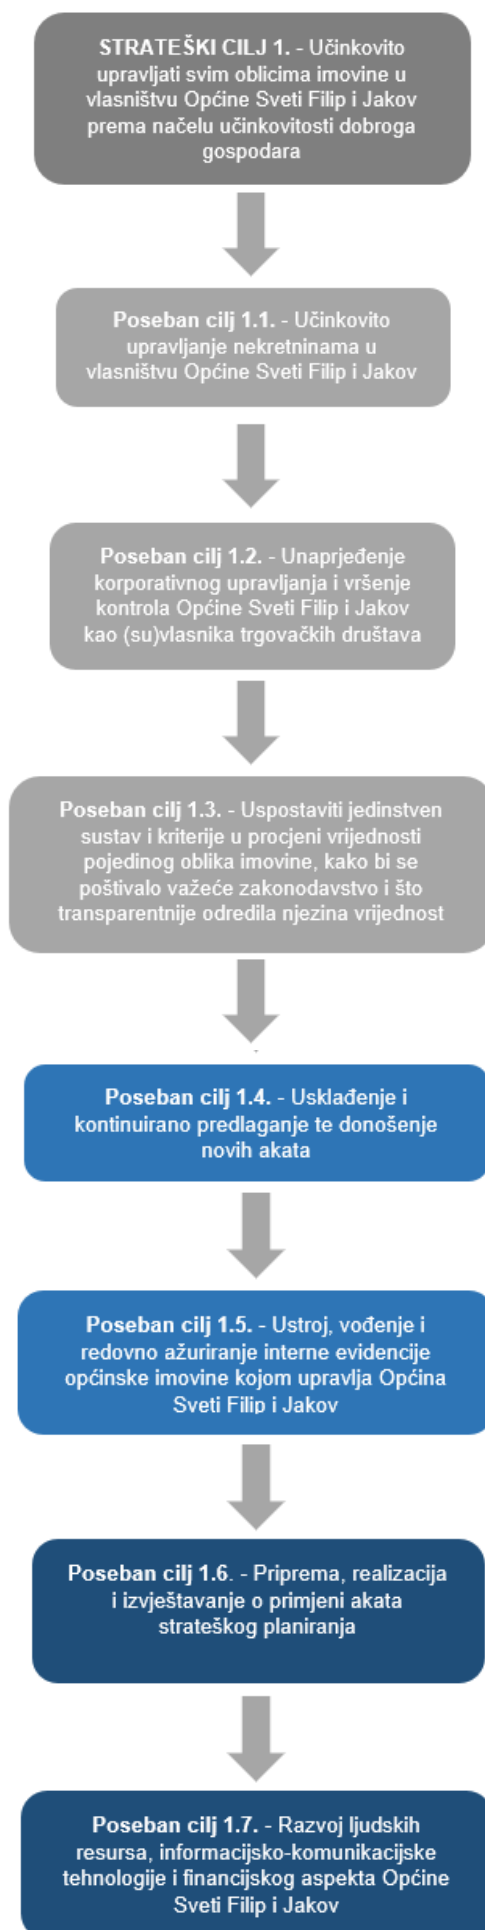 STRATEŠKI CILJ 1. - Učinkovito
upravljati svim oblicima imovine u
vlasništvu Općine Sveti Filip i Jakov
prema načelu učinkovitosti dobroga
gospodara
Poseban cilj 1.1. - Učinkovito
upravljanje nekretninama u
vlasništvu Općine Sveti Filip i Jakov
Poseban cilj 1.2. - Unaprjeđenje
korporativnog upravljanja i vršenje
kontrola Općine Sveti Filip i Jakov
kao (su)vlasnika trgovačkih društava
Poseban cilj 1.3. - Uspostaviti jedinstven
sustav i kriterije u procjeni vrijednosti
pojedinog oblika imovine, kako bi se
poštivalo važeće zakonodavstvo i što
transparentnije odredila njezina vrijednost
Poseban cilj 1.4. - Usklađenje i
kontinuirano predlaganje te donošenje
novih akata
Poseban cilj 1.5. - Ustroj, vođenje i
redovno ažuriranje interne evidencije
općinske imovine kojom upravlja Općina
Sveti Filip i Jakov
Poseban cilj 1.6. - Priprema, realizacija
i izvještavanje o primjeni akata
strateškog planiranja
Poseban cilj 1.7. - Razvoj ljudskih
resursa, informacijsko-komunikacijske
tehnologije i financijskog aspekta Općine
Sveti Filip i Jakov